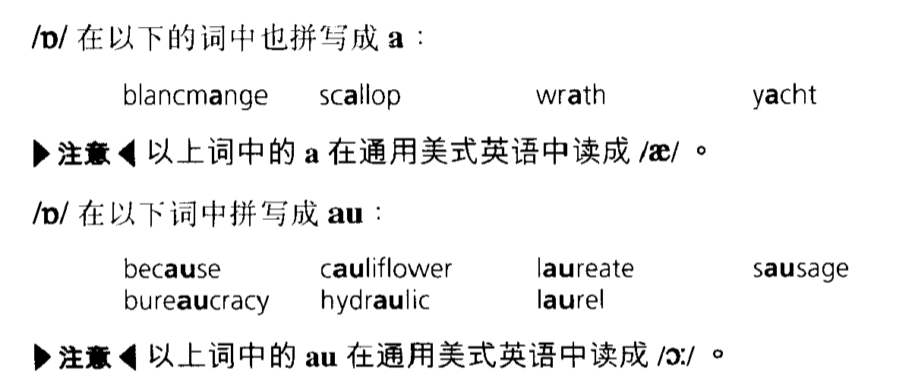 /ɒ/ 在以下的词中也拼写成 a：
blancmange scallop wrath yacht
▶注意◀ 以上词中的 a 在通用美式英语中读成 /æ/ 。
/ɒ/ 在以下词中拼写成 au：
because cauliflower laureate sausage
bureaucracy hydraulic laurel
▶注意◀ 以上词中的 au 在通用美式英语中读成 /ɔː/ 。